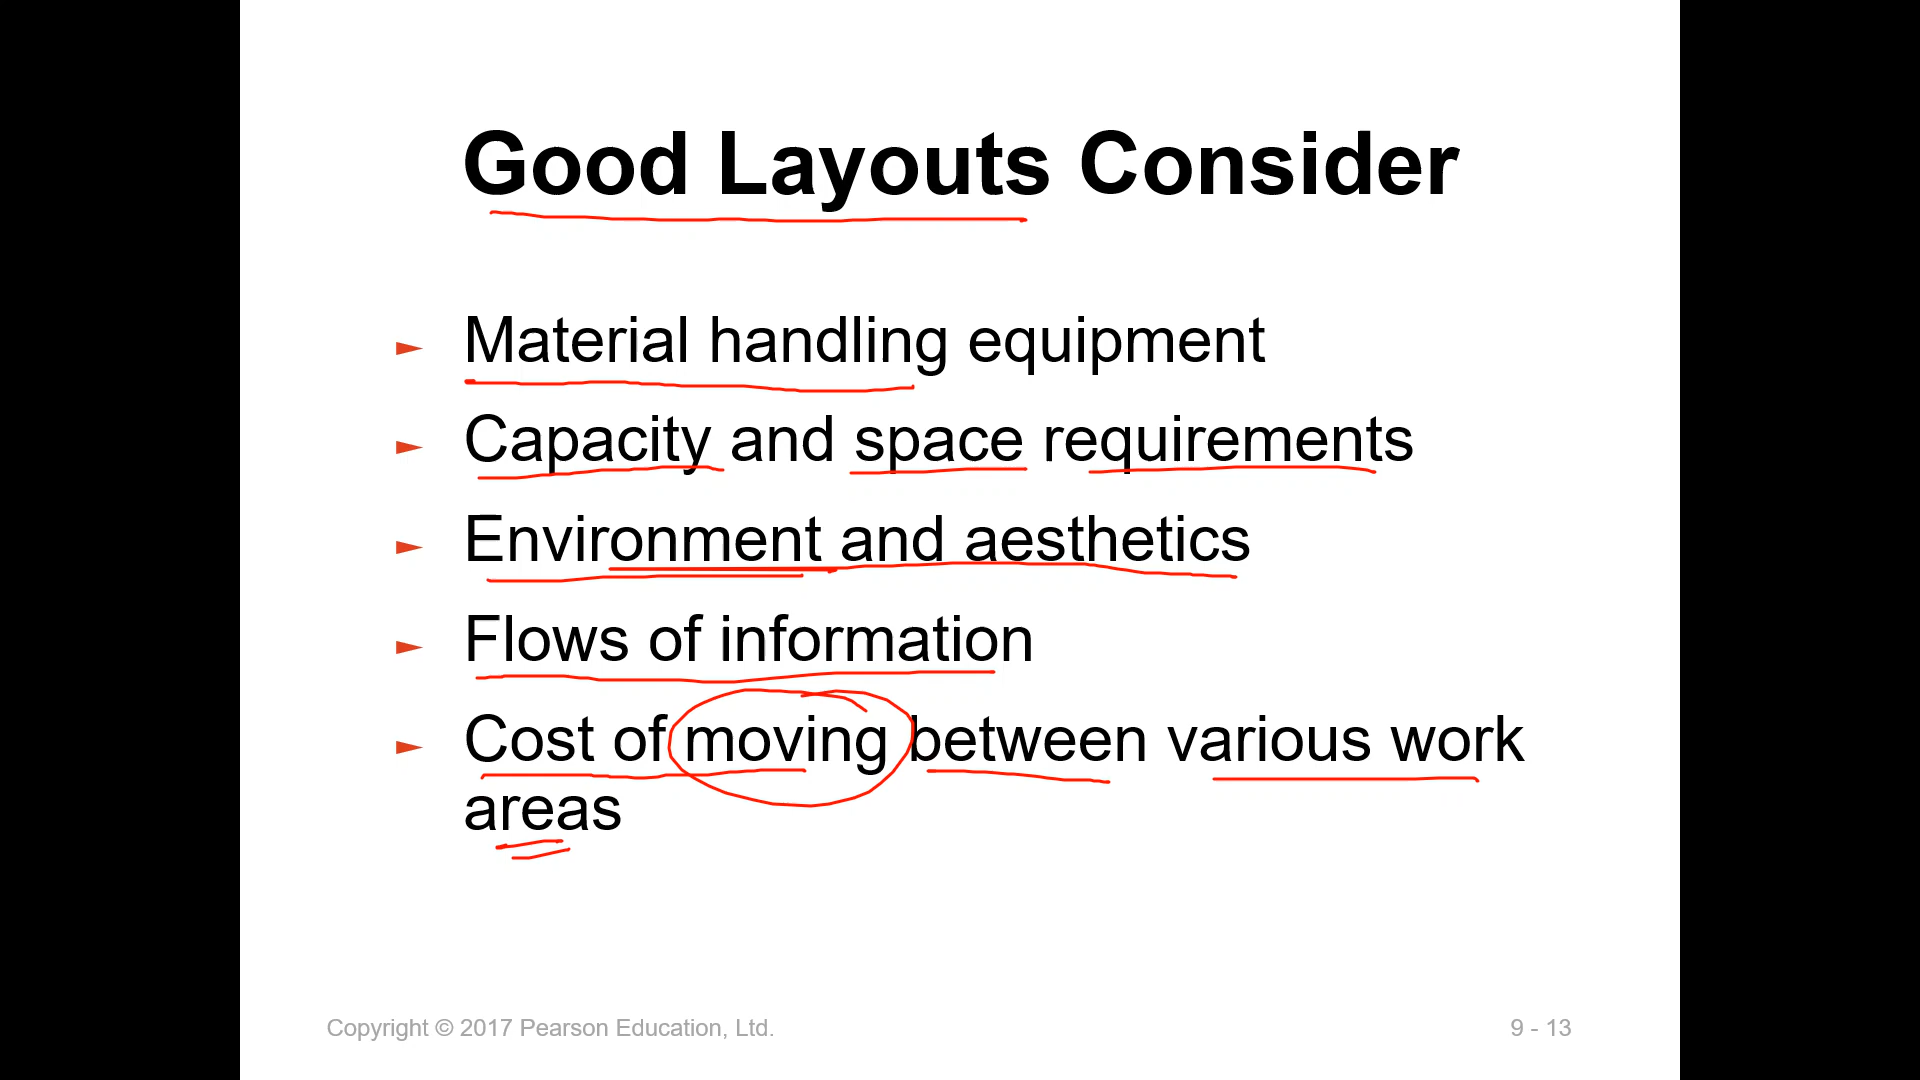 Good Layouts Consider
► Material handling equipment
► Capacity and space requirements
► Environment and aesthetics
► Flows of information
► Cost of moving between various work
areas
Copyright © 2017 Pearson Education, Ltd.
9 - 13